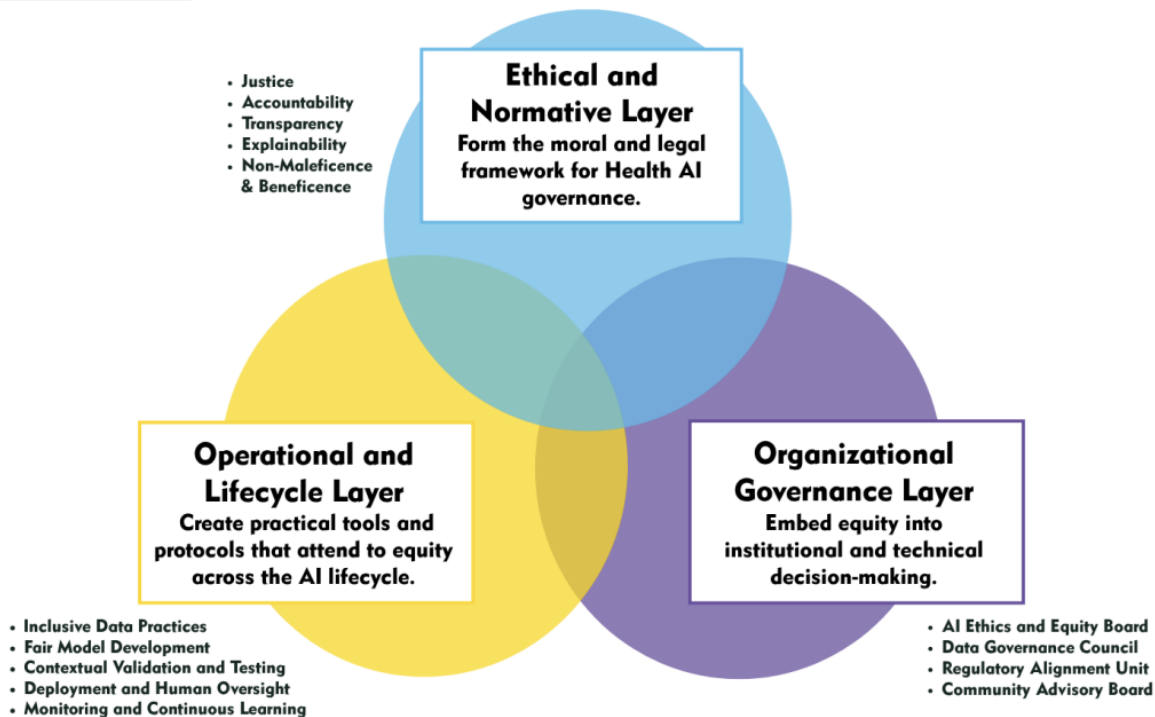 Ethical and
Normative Layer
Form the moral and legal
framework for Health AI
governance.
• Justice
• Accountability
• Transparency
• Explainability
• Non-Maleficence
& Beneficence
Operational and
Lifecycle Layer
Create practical tools and
protocols that attend to equity
across the AI lifecycle.
• Inclusive Data Practices
• Fair Model Development
• Contextual Validation and Testing
• Deployment and Human Oversight
• Monitoring and Continuous Learning
Organizational
Governance Layer
Embed equity into
institutional and technical
decision-making.
• AI Ethics and Equity Board
• Data Governance Council
• Regulatory Alignment Unit
• Community Advisory Board